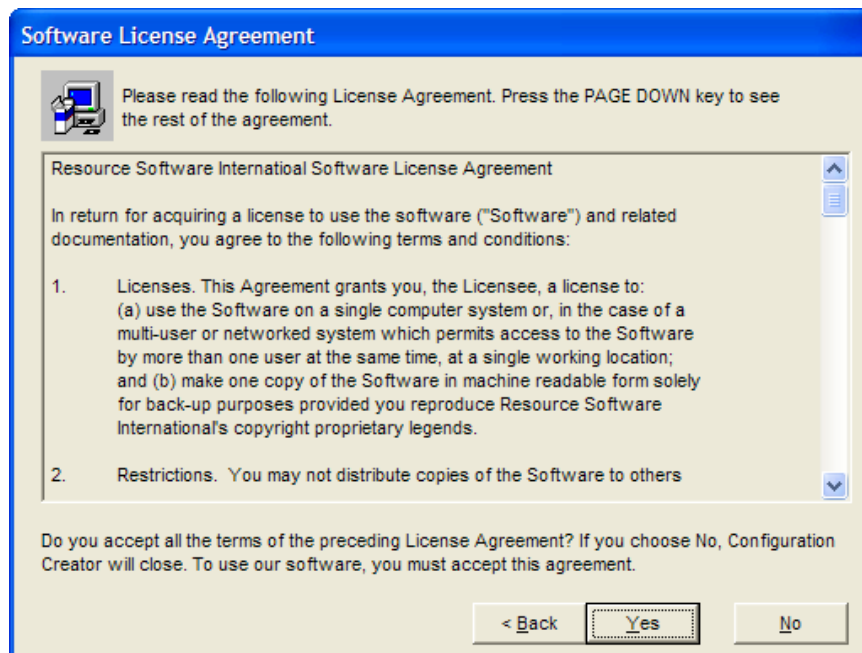 Software License Agreement
Please read the following License Agreement. Press the PAGE DOWN key to see
the rest of the agreement.
Resource Software Internatioal Software License Agreement
In return for acquiring a license to use the software ("Software") and related
documentation, you agree to the following terms and conditions:
1. Licenses. This Agreement grants you, the Licensee, a license to:
(a) use the Software on a single computer system or, in the case of a
multi-user or networked system which permits access to the Software
by more than one user at the same time, at a single working location;
and (b) make one copy of the Software in machine readable form solely
for back-up purposes provided you reproduce Resource Software
International's copyright proprietary legends.
2. Restrictions. You may not distribute copies of the Software to others
Do you accept all the terms of the preceding License Agreement? If you choose No, Configuration
Creator will close. To use our software, you must accept this agreement.
< Back Yes No